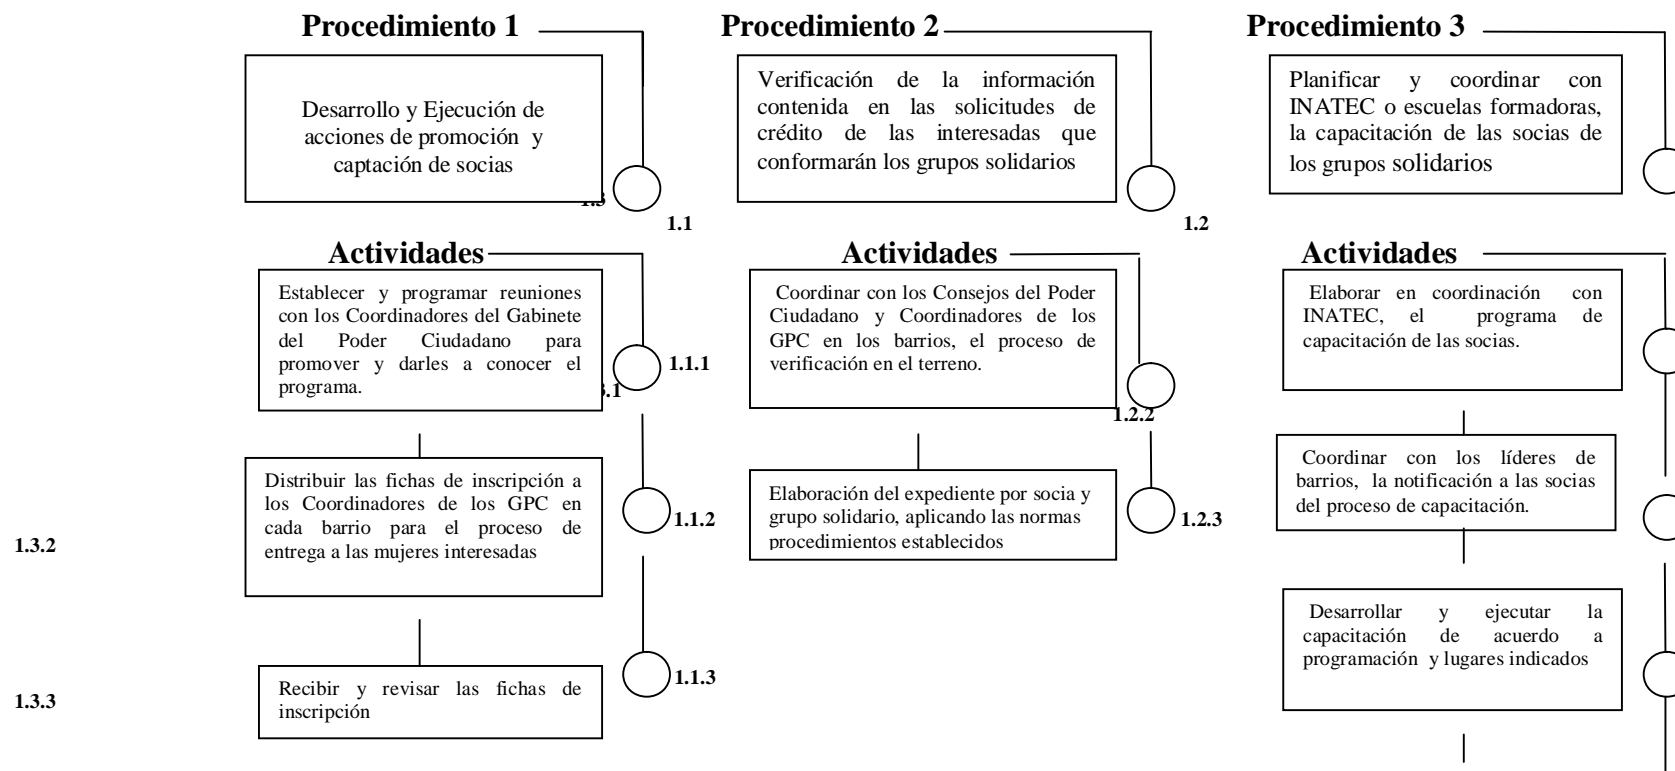 Procedimiento 1
Desarrollo y Ejecución de
acciones de promoción y
captación de socias
1.3
1.1
Actividades
Establecer y programar reuniones
con los Coordinadores del Gabinete
del Poder Ciudadano para
promover y darles a conocer el
programa.
1.1.1
.1
Distribuir las fichas de inscripción a
los Coordinadores de los GPC en
cada barrio para el proceso de
entrega a las mujeres interesadas
1.1.2
1.3.2
Recibir y revisar las fichas de
inscripción
1.1.3
1.3.3
Procedimiento 2
Verificación de la información
contenida en las solicitudes de
crédito de las interesadas que
conformarán los grupos solidarios
1.2
Actividades
Coordinar con los Consejos del Poder
Ciudadano y Coordinadores de los
GPC en los barrios, el proceso de
verificación en el terreno.
1.2.2
Elaboración del expediente por socia y
grupo solidario, aplicando las normas
procedimientos establecidos
1.2.3
Procedimiento 3
Planificar y coordinar con
INATEC o escuelas formadoras,
la capacitación de las socias de
los grupos solidarios
Actividades
Elaborar en coordinación con
INATEC, el programa de
capacitación de las socias.
Coordinar con los líderes de
barrios, la notificación a las socias
del proceso de capacitación.
Desarrollar y ejecutar la
capacitación de acuerdo a
programación y lugares indicados